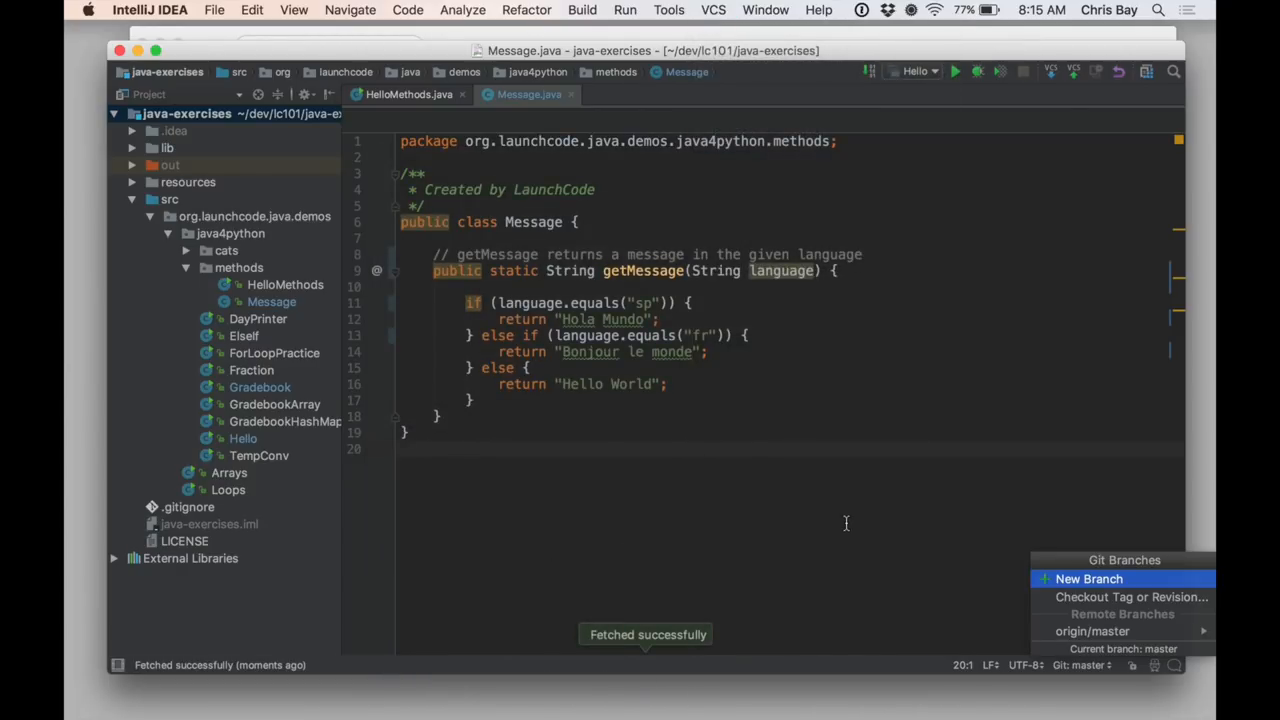 IntelliJ IDEA File Edit View Navigate Code Analyze Refactor Build Run Tools VCS Window Help 77% 8:15 AM Chris Bay
Message.java - java-exercises - [~/dev/lc101/java-exercises]
java-exercises src org launchcode java demos java4python methods Message Hello VCS VCS
Project HelloMethods.java Message.java
java-exercises ~/dev/lc101/java-ex
.idea
lib
out
resources
src
org.launchcode.java.demos
java4python
cats
methods
HelloMethods
Message
DayPrinter
ElseIf
ForLoopPractice
Fraction
Gradebook
GradebookArray
GradebookHashMap
Hello
TempConv
Arrays
Loops
.gitignore
java-exercises.iml
LICENSE
External Libraries
1 package org.launchcode.java.demos.java4python.methods;
2
3 /**
4 * Created by LaunchCode
5 */
6 public class Message {
7
8 // getMessage returns a message in the given language
9 @ public static String getMessage(String language) {
10
11 if (language.equals("sp")) {
12 return "Hola Mundo";
13 } else if (language.equals("fr")) {
14 return "Bonjour le monde";
15 } else {
16 return "Hello World";
17 }
18 }
19 }
20
Git Branches
New Branch
Checkout Tag or Revision...
Remote Branches
origin/master
Current branch: master
Fetched successfully
Fetched successfully (moments ago) 20:1 LF UTF-8 Git: master